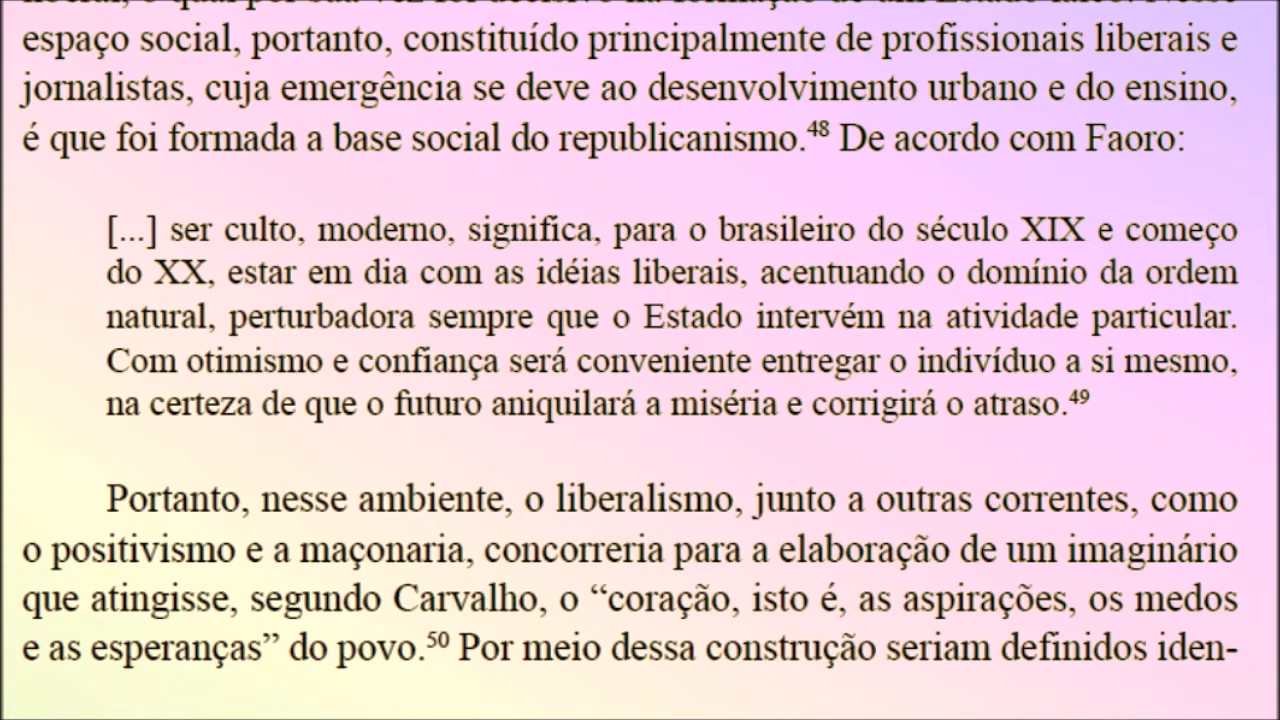 espaço social, portanto, constituído principalmente de profissionais liberais e
jornalistas, cuja emergência se deve ao desenvolvimento urbano e do ensino,
é que foi formada a base social do republicanismo.⁴⁸ De acordo com Faoro:
[...] ser culto, moderno, significa, para o brasileiro do século XIX e começo
do XX, estar em dia com as idéias liberais, acentuando o domínio da ordem
natural, perturbadora sempre que o Estado intervém na atividade particular.
Com otimismo e confiança será conveniente entregar o indivíduo a si mesmo,
na certeza de que o futuro aniquilará a miséria e corrigirá o atraso.⁴⁹
Portanto, nesse ambiente, o liberalismo, junto a outras correntes, como
o positivismo e a maçonaria, concorreria para a elaboração de um imaginário
que atingisse, segundo Carvalho, o “coração, isto é, as aspirações, os medos
e as esperanças” do povo.⁵⁰ Por meio dessa construção seriam definidos iden-